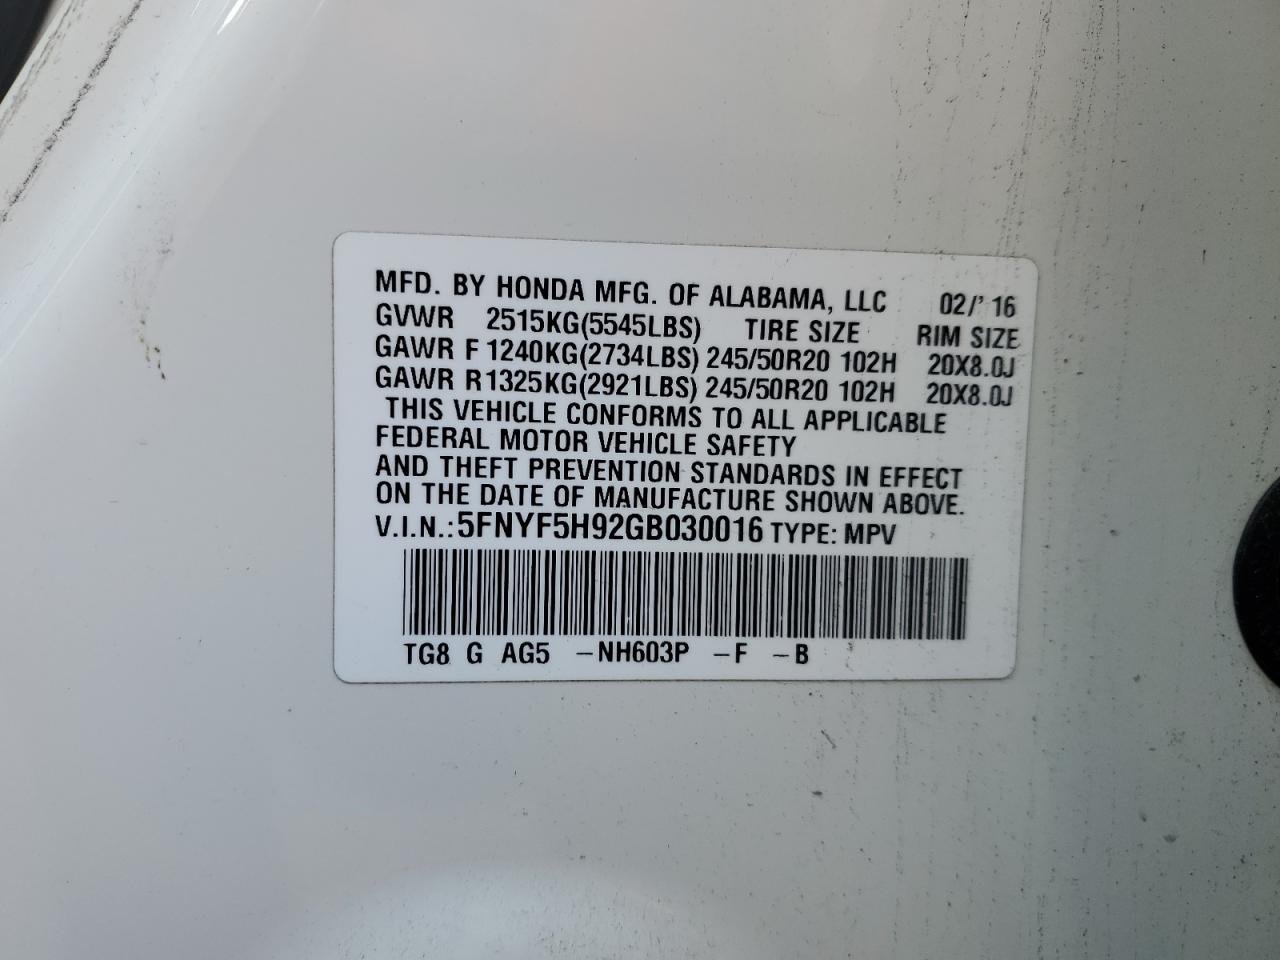 MFD. BY HONDA MFG. OF ALABAMA, LLC 02/'16
GVWR 2515KG(5545LBS) TIRE SIZE RIM SIZE
GAWR F 1240KG(2734LBS) 245/50R20 102H 20X8.0J
GAWR R1325KG(2921LBS) 245/50R20 102H 20X8.0J
THIS VEHICLE CONFORMS TO ALL APPLICABLE
FEDERAL MOTOR VEHICLE SAFETY
AND THEFT PREVENTION STANDARDS IN EFFECT
ON THE DATE OF MANUFACTURE SHOWN ABOVE.
V.I.N.:5FNYF5H92GB030016 TYPE: MPV
TG8 G AG5 -NH603P -F -B